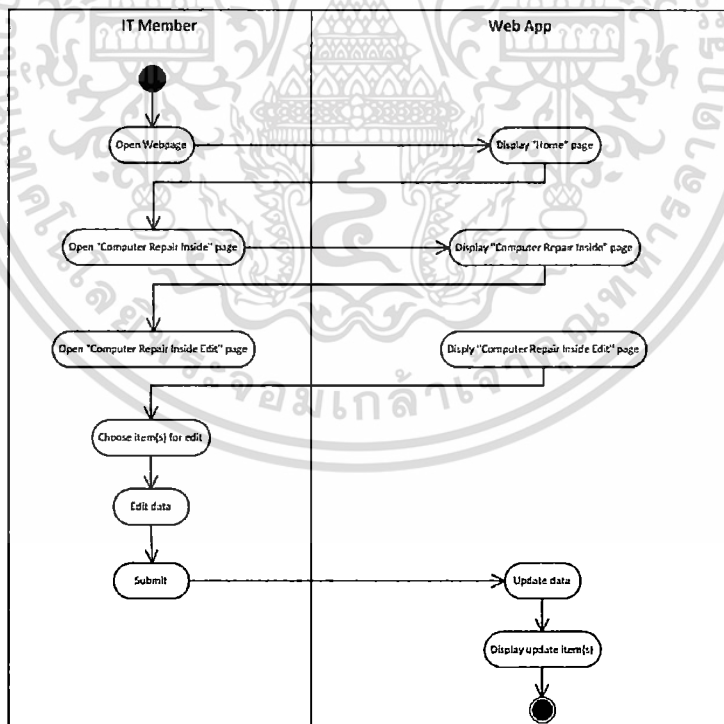 IT Member
Web App
Open Webpage
Display "Home" page
Open "Computer Repair Inside" page
Display "Computer Repair Inside" page
Open "Computer Repair Inside Edit" page
Disply "Computer Repair Inside Edit" page
Choose item(s) for edit
Edit data
Submit
Update data
Display update item(s)